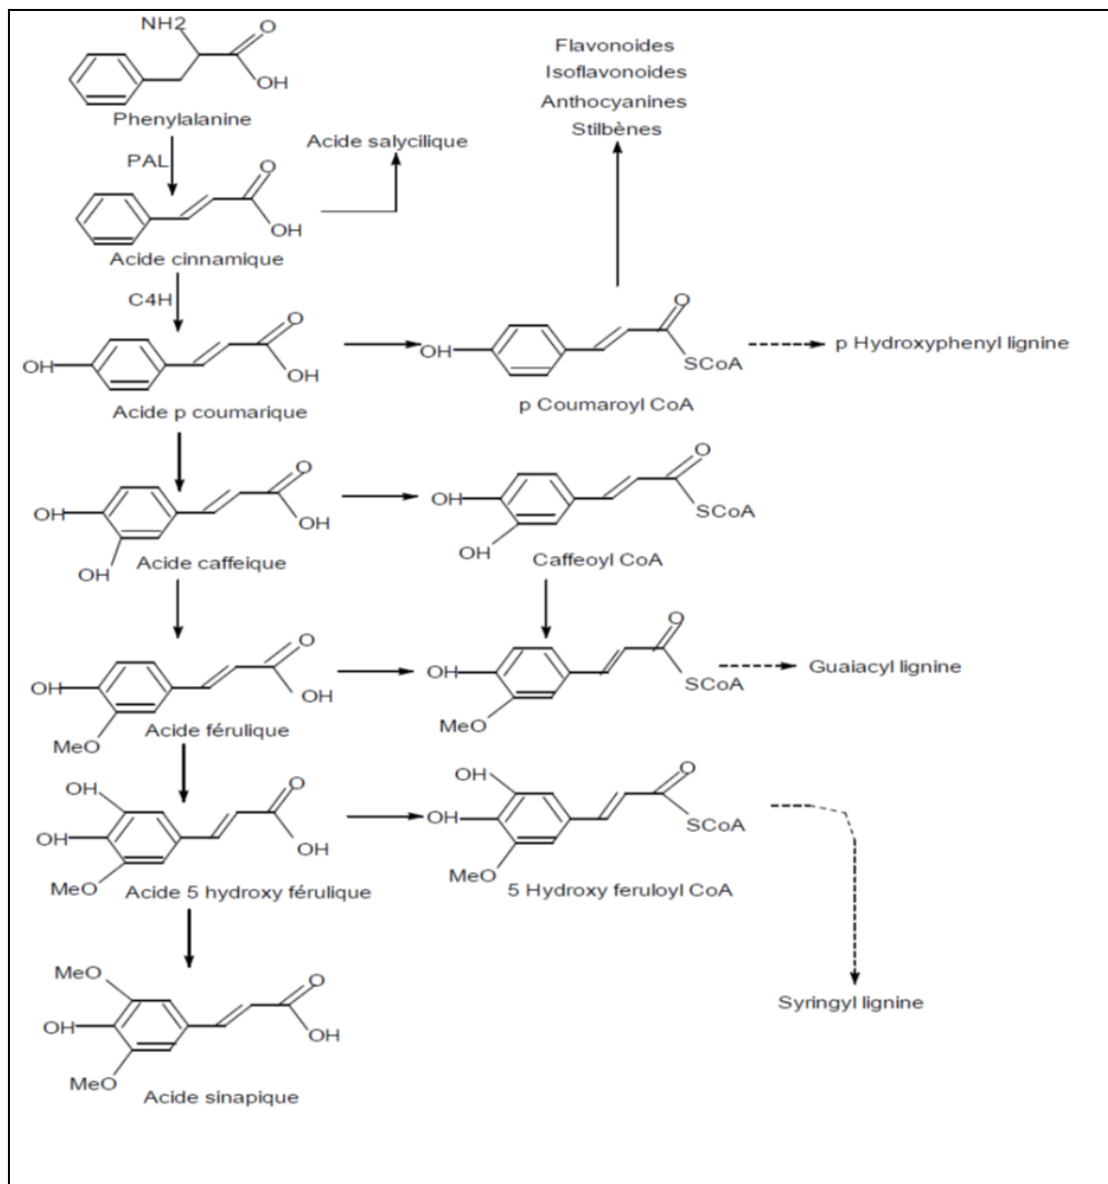 NH2
O
OH
Phenylalanine
Flavonoides
Isoflavonoides
Anthocyanines
Stilbènes
PAL
Acide salycilique
O
OH
Acide cinnamique
C4H
O
OH
OH
Acide p coumarique
O
OH
SCoA
p Coumaroyl CoA
p Hydroxyphenyl lignine
O
OH
OH
OH
Acide caffeique
O
OH
SCoA
OH
Caffeoyl CoA
O
OH
OH
MeO
Acide férulique
O
OH
SCoA
MeO
Guaiacyl lignine
OH
O
OH
OH
MeO
Acide 5 hydroxy férulique
OH
O
OH
SCoA
MeO
5 Hydroxy feruloyl CoA
Syringyl lignine
MeO
O
OH
OH
MeO
Acide sinapique